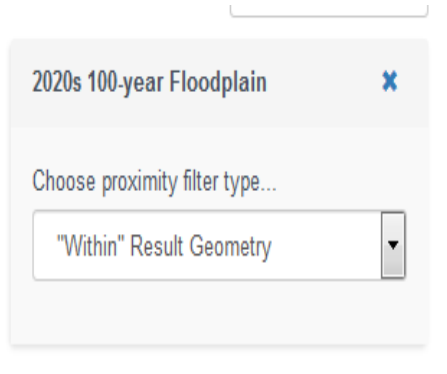 2020s 100-year Floodplain
Choose proximity filter type...
"Within" Result Geometry